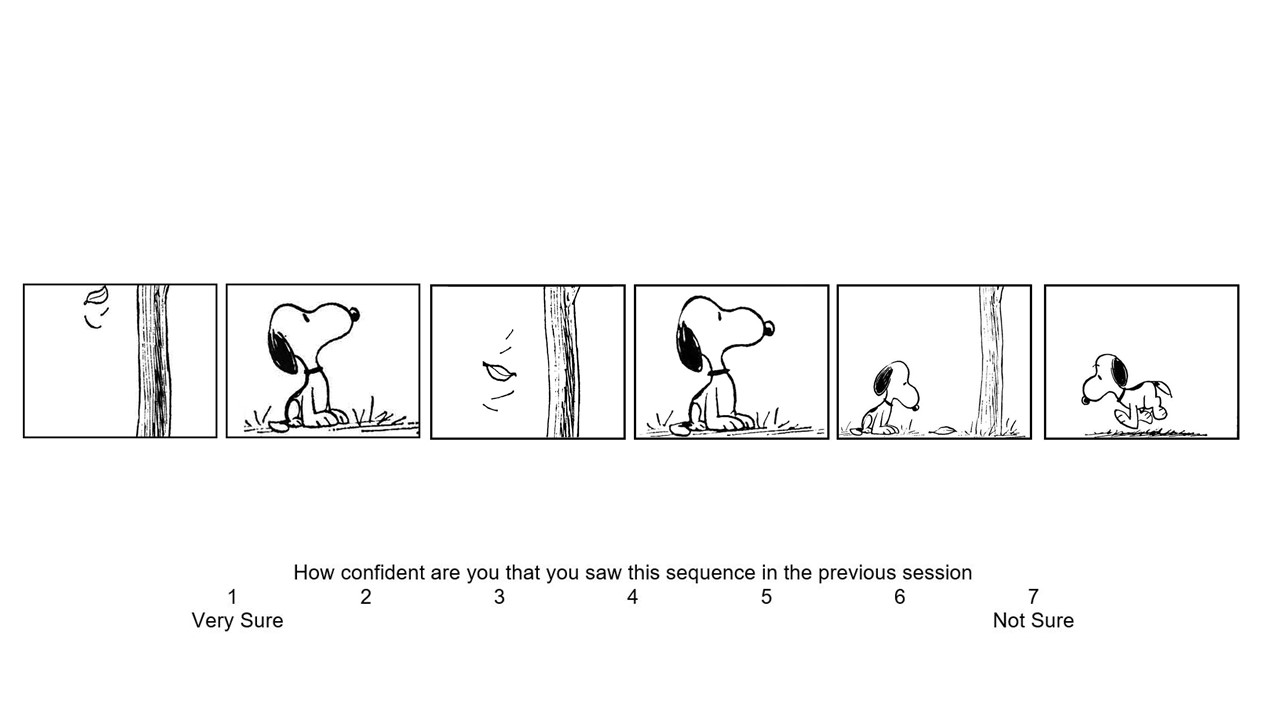 How confident are you that you saw this sequence in the previous session
1 2 3 4 5 6 7
Very Sure Not Sure